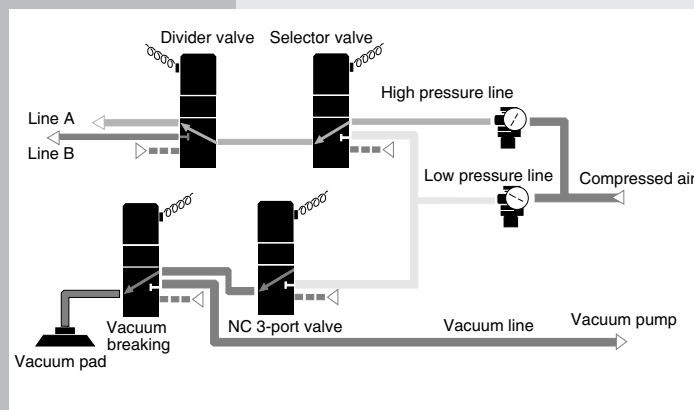 Divider valve
Selector valve
High pressure line
Line A
Line B
Low pressure line
Compressed air
Vacuum pad
Vacuum
breaking
NC 3-port valve
Vacuum line
Vacuum pump